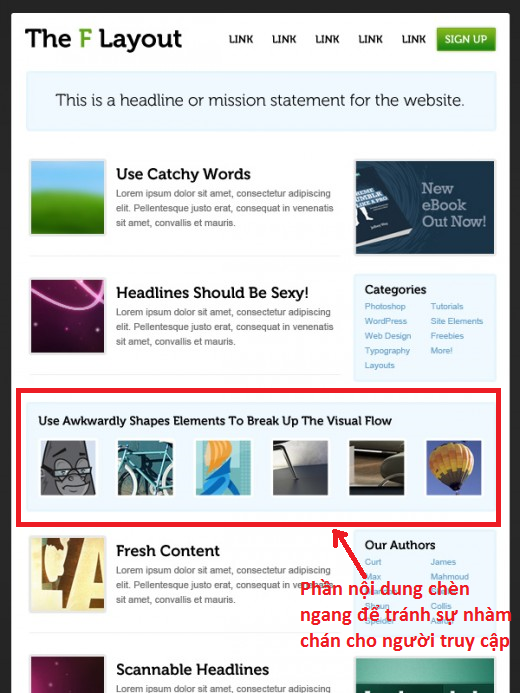 The F Layout
LINK LINK LINK LINK LINK SIGN UP
This is a headline or mission statement for the website.
Use Catchy Words
Lorem ipsum dolor sit amet, consectetur adipiscing
elit. Pellentesque justo erat, consequat in venenatis
sit amet, convallis et mauris.
New
eBook
Out Now!
Headlines Should Be Sexy!
Lorem ipsum dolor sit amet, consectetur adipiscing
elit. Pellentesque justo erat, consequat in venenatis
sit amet, convallis et mauris.
Categories
Photoshop Tutorials
WordPress Site Elements
Web Design Freebies
Typography More!
Layouts
Use Awkwardly Shapes Elements To Break Up The Visual Flow
Fresh Content
Lorem ipsum dolor sit amet, consectetur adipiscing
elit. Pellentesque justo erat, consequat in venenatis
sit amet, convallis et mauris.
Our Authors
Curt James
Max Mahmoud
Shaun Collis
Phần nội dung chèn
ngang để tránh sự nhàm
chán cho người truy cập
Scannable Headlines
Lorem ipsum dolor sit amet, consectetur adipiscing